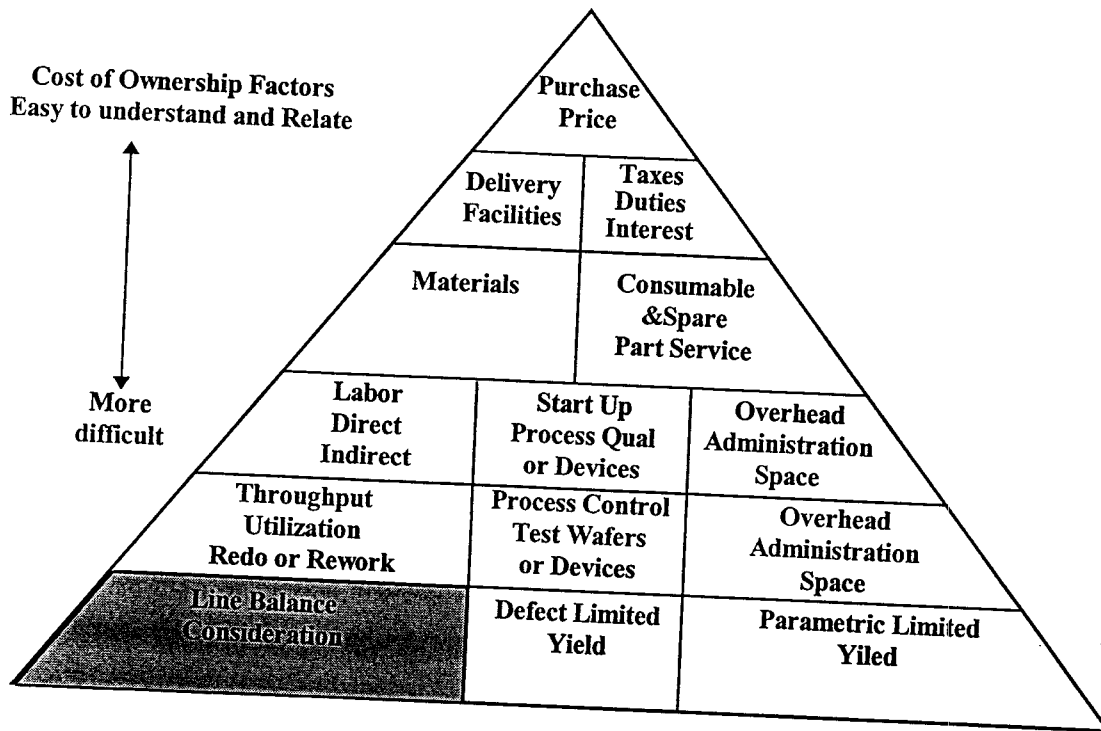 Cost of Ownership Factors
Easy to understand and Relate
More
difficult
Purchase
Price
Delivery
Facilities
Taxes
Duties
Interest
Materials
Consumable
&Spare
Part Service
Labor
Direct
Indirect
Start Up
Process Qual
or Devices
Overhead
Administration
Space
Throughput
Utilization
Redo or Rework
Process Control
Test Wafers
or Devices
Overhead
Administration
Space
Line Balance
Consideration
Defect Limited
Yield
Parametric Limited
Yiled